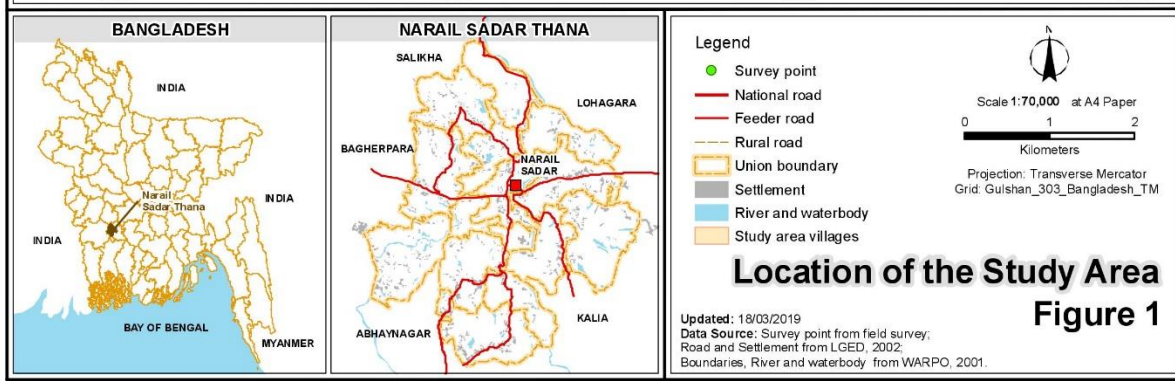 BANGLADESH
INDIA
Narail
Sadar Thana
INDIA
INDIA
BAY OF BENGAL
MYANMER
NARAIL SADAR THANA
SALIKHA
LOHAGARA
BAGHERPARA
NARAIL
SADAR
ABHAYNAGAR
KALIA
Legend
Survey point
National road
Feeder road
Rural road
Union boundary
Settlement
River and waterbody
Study area villages
N
Scale 1:70,000 at A4 Paper
0 1 2
Kilometers
Projection: Transverse Mercator
Grid: Gulshan_303_Bangladesh_TM
Location of the Study Area
Figure 1
Updated: 18/03/2019
Data Source: Survey point from field survey;
Road and Settlement from LGED, 2002;
Boundaries, River and waterbody from WARPO, 2001.